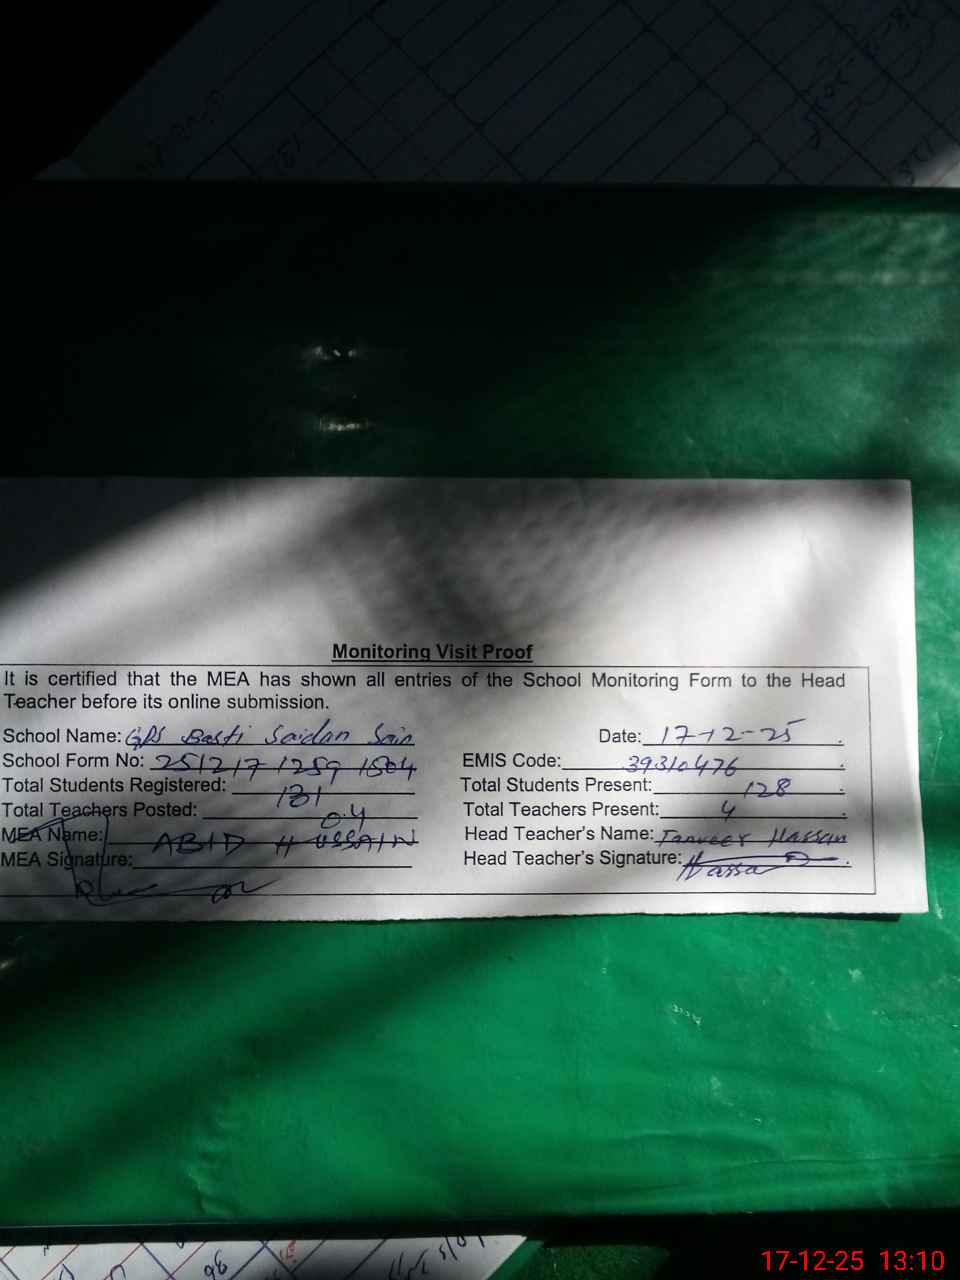 Monitoring Visit Proof
It is certified that the MEA has shown all entries of the School Monitoring Form to the Head
Teacher before its online submission.
School Name: GPS Basti Saidan Sain Date: 17-12-25
School Form No: 251217 1259 1504 EMIS Code: 39310476
Total Students Registered: 131 Total Students Present: 128
Total Teachers Posted: 04 Total Teachers Present: 4
MEA Name: ABID HUSSAIN Head Teacher's Name: Tanveer Hassan
MEA Signature: Head Teacher's Signature: Hassan
17-12-25 13:10